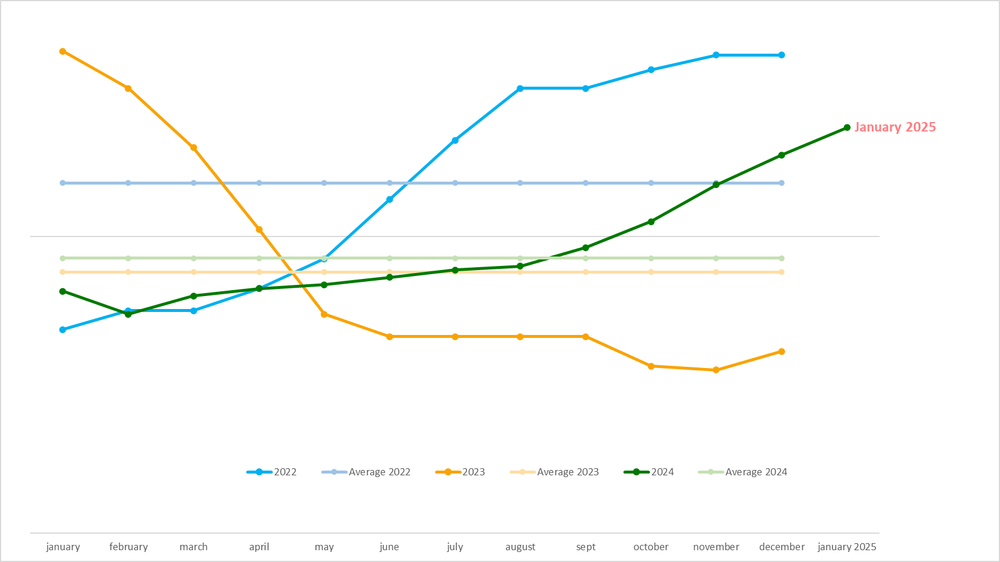 January 2025
2022 Average 2022 2023 Average 2023 2024 Average 2024
january february march april may june july august sept october november december january 2025